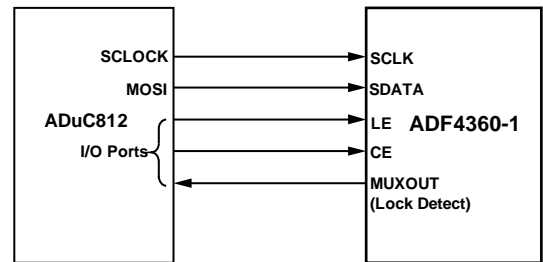 SCLOCK
MOSI
ADuC812
I/O Ports
SCLK
SDATA
LE
ADF4360-1
CE
MUXOUT
(Lock Detect)